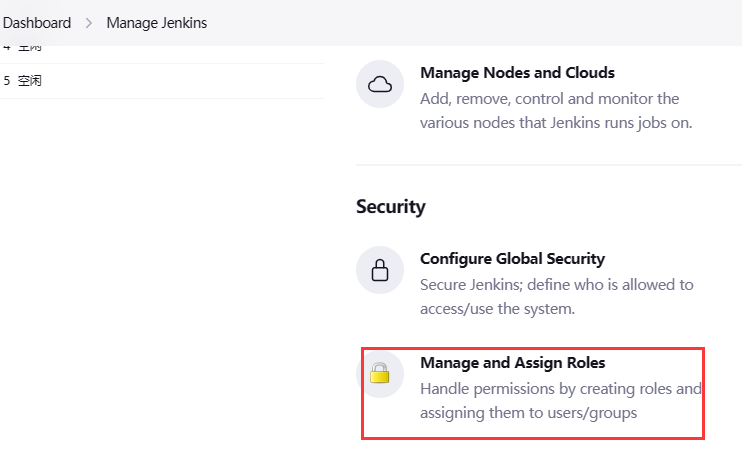 Dashboard > Manage Jenkins
4 空闲
5 空闲
Manage Nodes and Clouds
Add, remove, control and monitor the
various nodes that Jenkins runs jobs on.
Security
Configure Global Security
Secure Jenkins; define who is allowed to
access/use the system.
Manage and Assign Roles
Handle permissions by creating roles and
assigning them to users/groups